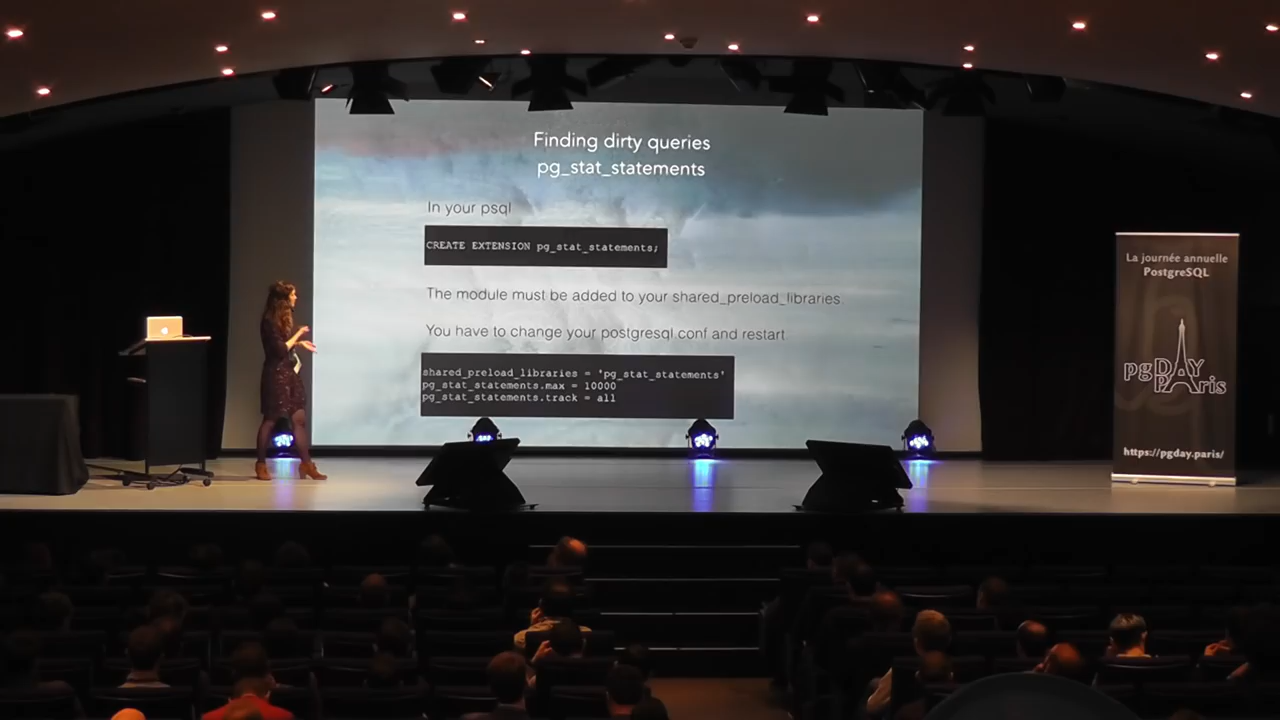 Finding dirty queries
pg_stat_statements
In your psql
CREATE EXTENSION pg_stat_statements;
The module must be added to your shared_preload_libraries.
You have to change your postgresql.conf and restart
shared_preload_libraries = 'pg_stat_statements'
pg_stat_statements.max = 10000
pg_stat_statements.track = all
La journée annuelle
PostgreSQL
pgDAY
PAris
https://pgday.paris/